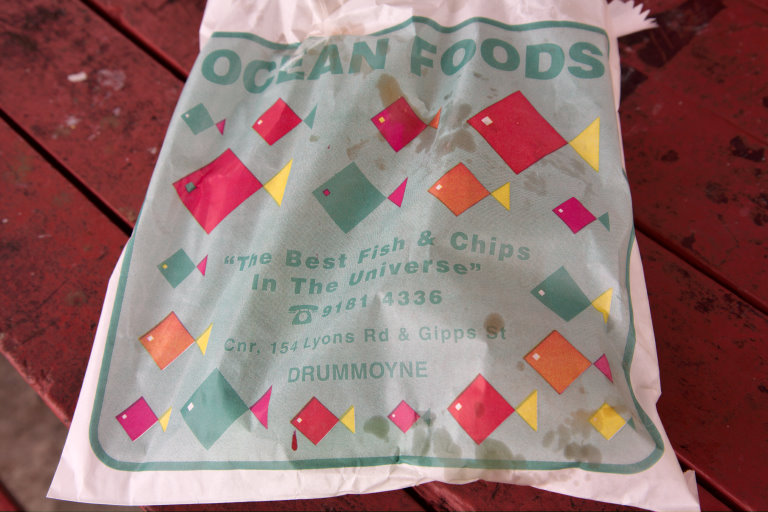 OCEAN FOODS
"The Best Fish & Chips
In The Universe"
☎9181 4336
Cnr. 154 Lyons Rd & Gipps St
DRUMMOYNE